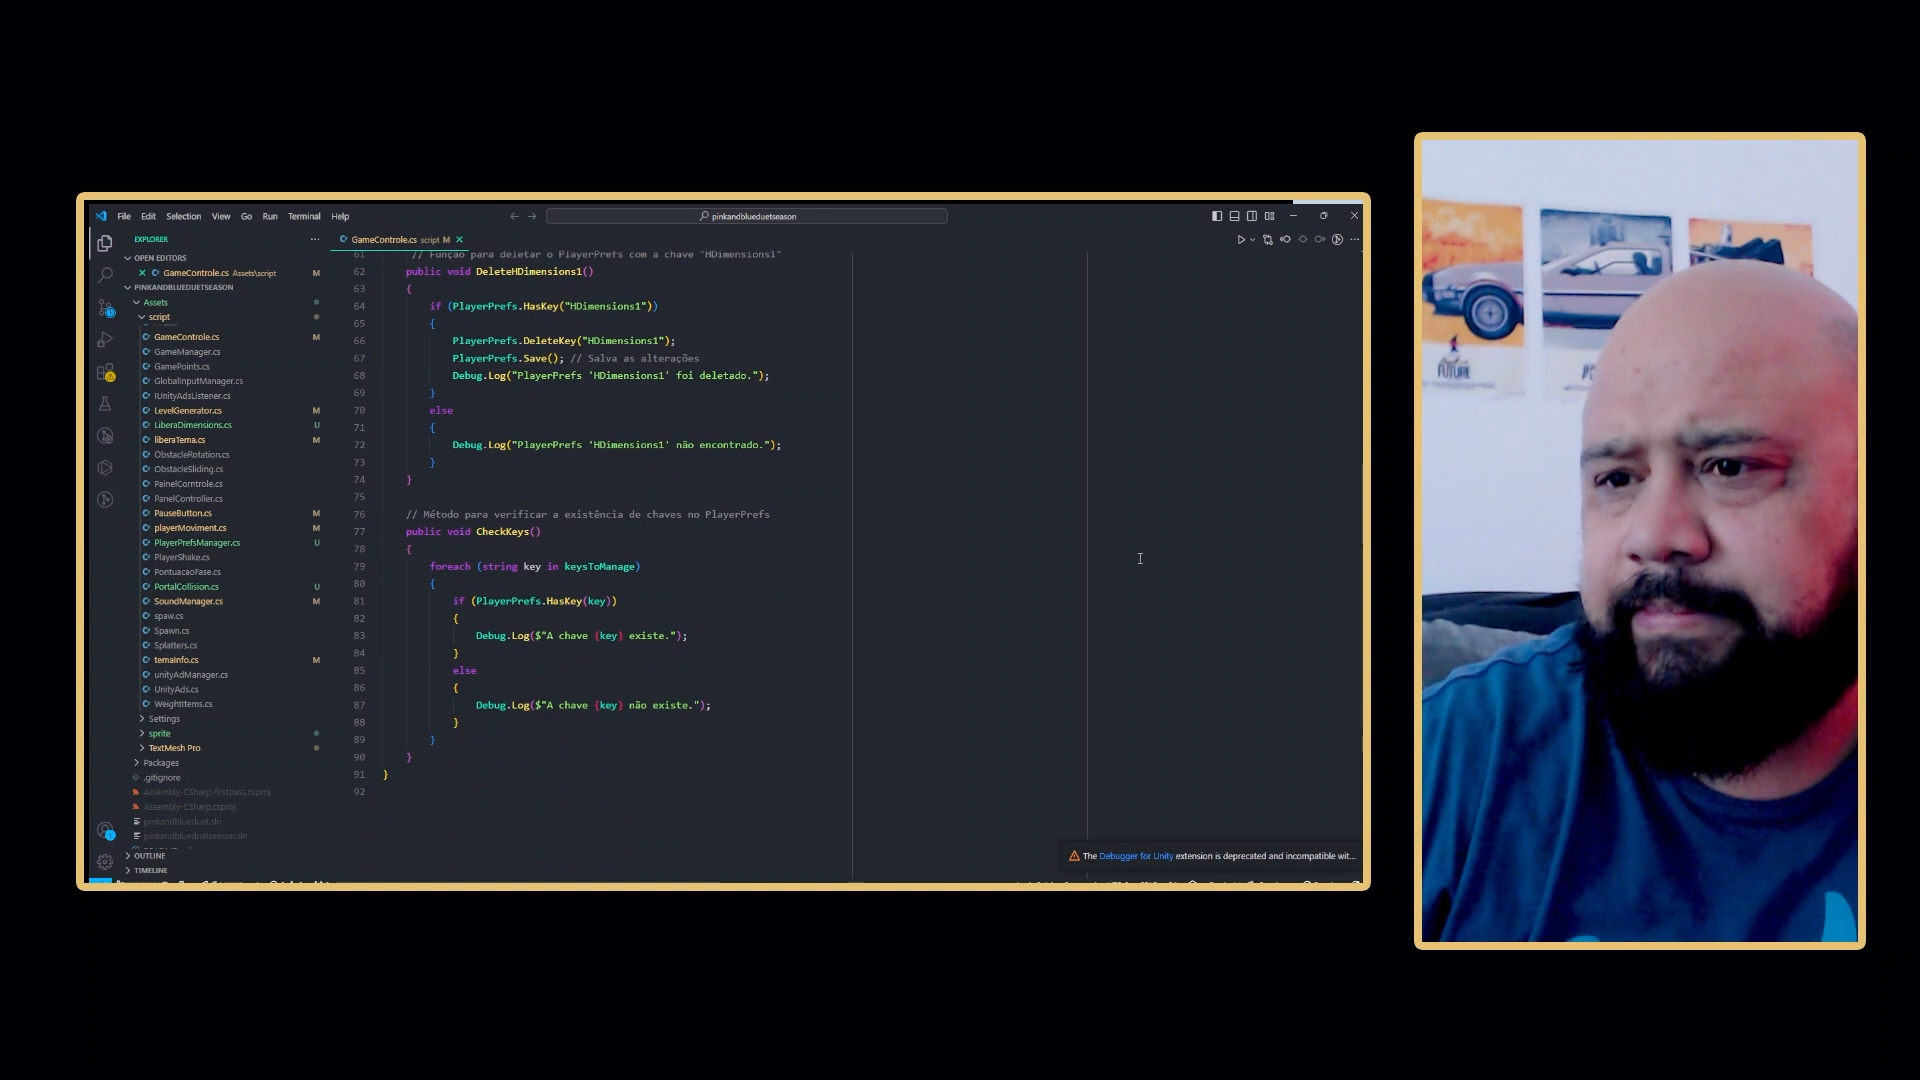 File Edit Selection View Go Run Terminal Help
pinkandblueduetseason
EXPLORER
OPEN EDITORS
GameControle.cs Assets\script M
PINKANDBLUEDUETSEASON
Assets
script
GameControle.cs M
GameManager.cs
GamePoints.cs
GlobalInputManager.cs
IUnityAdsListener.cs
LevelGenerator.cs M
LiberaDimensions.cs U
liberaTema.cs M
ObstacleRotation.cs
ObstacleSliding.cs
PainelCorntrole.cs
PanelController.cs
PauseButton.cs M
playerMoviment.cs M
PlayerPrefsManager.cs U
PlayerShake.cs
PontuacaoFase.cs
PortalCollision.cs U
SoundManager.cs M
spaw.cs
Spawn.cs
Splatters.cs
temaInfo.cs M
unityAdManager.cs
UnityAds.cs
WeightItems.cs
Settings
sprite
TextMesh Pro
Packages
.gitignore
Assembly-CSharp-firstpass.csproj
Assembly-CSharp.csproj
pinkandblueduet.sln
pinkandblueduetseason.sln
OUTLINE
TIMELINE
GameControle.cs script M
61 // Função para deletar o PlayerPrefs com a chave "HDimensions1"
62 public void DeleteHDimensions1()
63 {
64 if (PlayerPrefs.HasKey("HDimensions1"))
65 {
66 PlayerPrefs.DeleteKey("HDimensions1");
67 PlayerPrefs.Save(); // Salva as alterações
68 Debug.Log("PlayerPrefs 'HDimensions1' foi deletado.");
69 }
70 else
71 {
72 Debug.Log("PlayerPrefs 'HDimensions1' não encontrado.");
73 }
74 }
75
76 // Método para verificar a existência de chaves no PlayerPrefs
77 public void CheckKeys()
78 {
79 foreach (string key in keysToManage)
80 {
81 if (PlayerPrefs.HasKey(key))
82 {
83 Debug.Log($"A chave {key} existe.");
84 }
85 else
86 {
87 Debug.Log($"A chave {key} não existe.");
88 }
89 }
90 }
91 }
92
The Debugger for Unity extension is deprecated and incompatible wit...
FUTURE